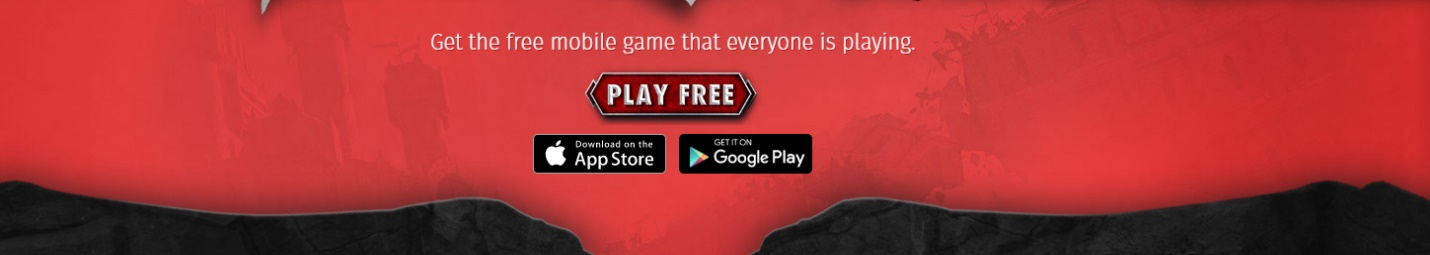 Get the free mobile game that everyone is playing.
PLAY FREE
Download on the
App Store
GET IT ON
Google Play